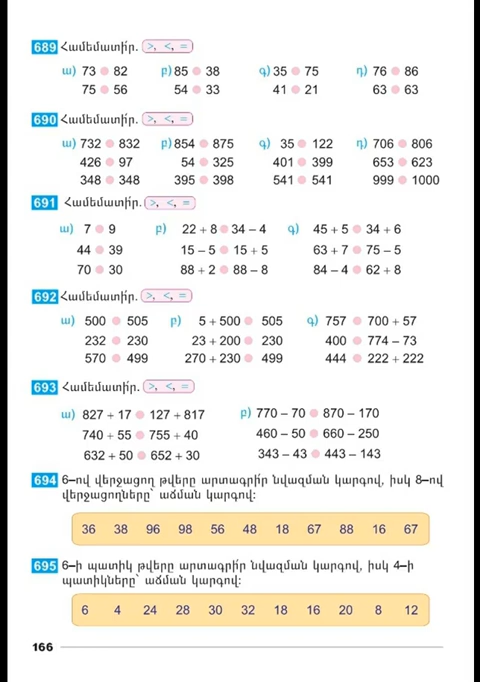 689 Համեմատի՛ր. >, <, =
ա) 73 ● 82 բ) 85 ● 38 գ) 35 ● 75 դ) 76 ● 86
75 ● 56 54 ● 33 41 ● 21 63 ● 63
690 Համեմատի՛ր. >, <, =
ա) 732 ● 832 բ) 854 ● 875 գ) 35 ● 122 դ) 706 ● 806
426 ● 97 54 ● 325 401 ● 399 653 ● 623
348 ● 348 395 ● 398 541 ● 541 999 ● 1000
691 Համեմատի՛ր. >, <, =
ա) 7 ● 9 բ) 22 + 8 ● 34 – 4 գ) 45 + 5 ● 34 + 6
44 ● 39 15 – 5 ● 15 + 5 63 + 7 ● 75 – 5
70 ● 30 88 + 2 ● 88 – 8 84 – 4 ● 62 + 8
692 Համեմատի՛ր. >, <, =
ա) 500 ● 505 բ) 5 + 500 ● 505 գ) 757 ● 700 + 57
232 ● 230 23 + 200 ● 230 400 ● 774 – 73
570 ● 499 270 + 230 ● 499 444 ● 222 + 222
693 Համեմատի՛ր. >, <, =
ա) 827 + 17 ● 127 + 817 բ) 770 – 70 ● 870 – 170
740 + 55 ● 755 + 40 460 – 50 ● 660 – 250
632 + 50 ● 652 + 30 343 – 43 ● 443 – 143
694 6–ով վերջացող թվերը արտագրի՛ր նվազման կարգով, իսկ 8–ով
վերջացողները՝ աճման կարգով:
36 38 96 98 56 48 18 67 88 16 67
695 6–ի պատիկ թվերը արտագրի՛ր նվազման կարգով, իսկ 4–ի
պատիկները՝ աճման կարգով:
6 4 24 28 30 32 18 16 20 8 12
166